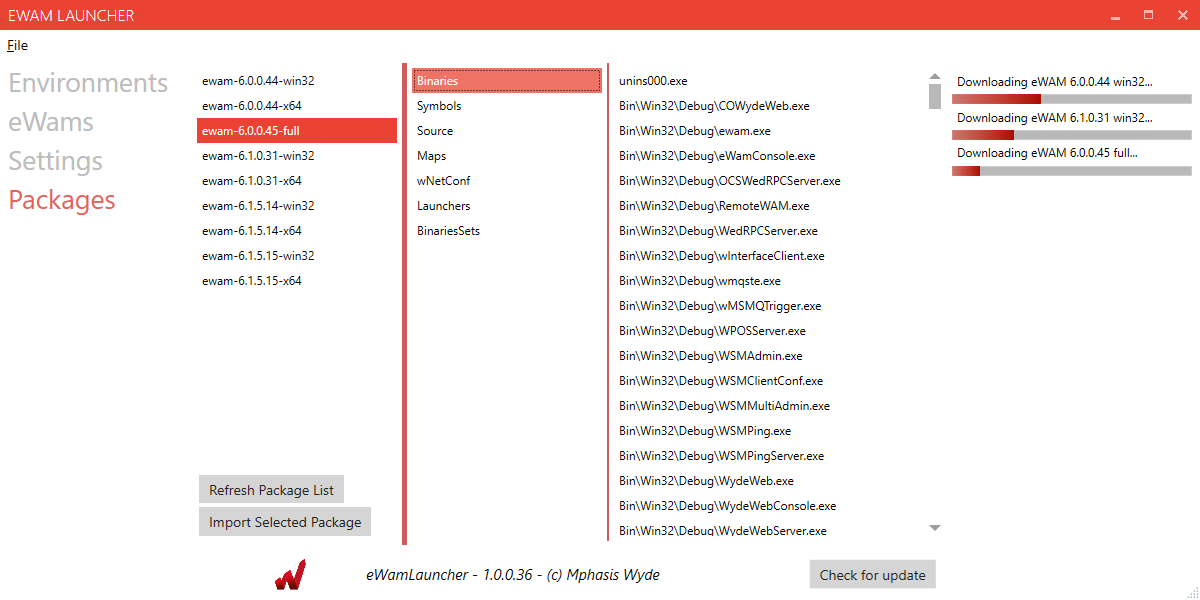 EWAM LAUNCHER
File
Environments
eWams
Settings
Packages
ewam-6.0.0.44-win32
ewam-6.0.0.44-x64
ewam-6.0.0.45-full
ewam-6.1.0.31-win32
ewam-6.1.0.31-x64
ewam-6.1.5.14-win32
ewam-6.1.5.14-x64
ewam-6.1.5.15-win32
ewam-6.1.5.15-x64
Refresh Package List
Import Selected Package
Binaries
Symbols
Source
Maps
wNetConf
Launchers
BinariesSets
unins000.exe
Bin\Win32\Debug\COWydeWeb.exe
Bin\Win32\Debug\ewam.exe
Bin\Win32\Debug\eWamConsole.exe
Bin\Win32\Debug\OCSWedRPCServer.exe
Bin\Win32\Debug\RemoteWAM.exe
Bin\Win32\Debug\WedRPCServer.exe
Bin\Win32\Debug\wInterfaceClient.exe
Bin\Win32\Debug\wmqste.exe
Bin\Win32\Debug\wMSMQTrigger.exe
Bin\Win32\Debug\WPOSServer.exe
Bin\Win32\Debug\WSMAdmin.exe
Bin\Win32\Debug\WSMClientConf.exe
Bin\Win32\Debug\WSMMultiAdmin.exe
Bin\Win32\Debug\WSMPing.exe
Bin\Win32\Debug\WSMPingServer.exe
Bin\Win32\Debug\WydeWeb.exe
Bin\Win32\Debug\WydeWebConsole.exe
Bin\Win32\Debug\WydeWebServer.exe
Downloading eWAM 6.0.0.44 win32...
Downloading eWAM 6.1.0.31 win32...
Downloading eWAM 6.0.0.45 full...
eWamLauncher - 1.0.0.36 - (c) Mphasis Wyde
Check for update